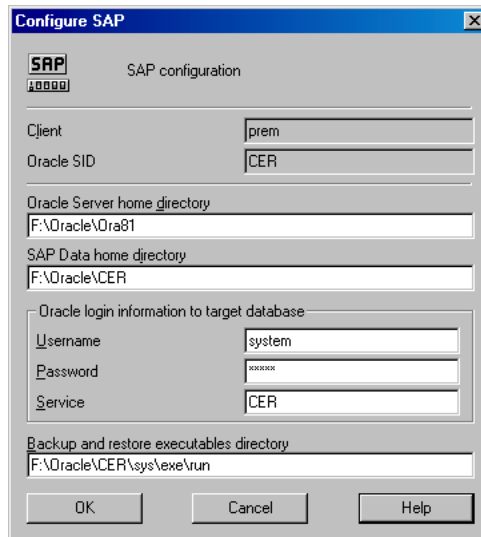 Configure SAP
SAP
SAP configuration
Client prem
Oracle SID CER
Oracle Server home directory
F:\Oracle\Ora81
SAP Data home directory
F:\Oracle\CER
Oracle login information to target database
Username system
Password xxxxx
Service CER
Backup and restore executables directory
F:\Oracle\CER\sys\exe\run
OK Cancel Help